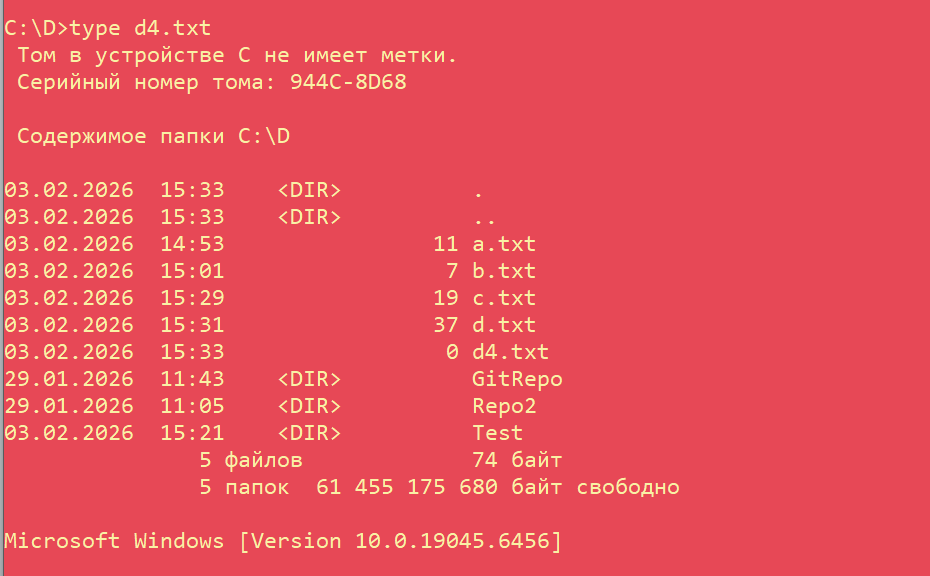 C:\D>type d4.txt
 Том в устройстве C не имеет метки.
 Серийный номер тома: 944C-8D68
 Содержимое папки C:\D
03.02.2026  15:33    <DIR>          .
03.02.2026  15:33    <DIR>          ..
03.02.2026  14:53                11 a.txt
03.02.2026  15:01                 7 b.txt
03.02.2026  15:29                19 c.txt
03.02.2026  15:31                37 d.txt
03.02.2026  15:33                 0 d4.txt
29.01.2026  11:43    <DIR>          GitRepo
29.01.2026  11:05    <DIR>          Repo2
03.02.2026  15:21    <DIR>          Test
               5 файлов             74 байт
               5 папок  61 455 175 680 байт свободно
Microsoft Windows [Version 10.0.19045.6456]